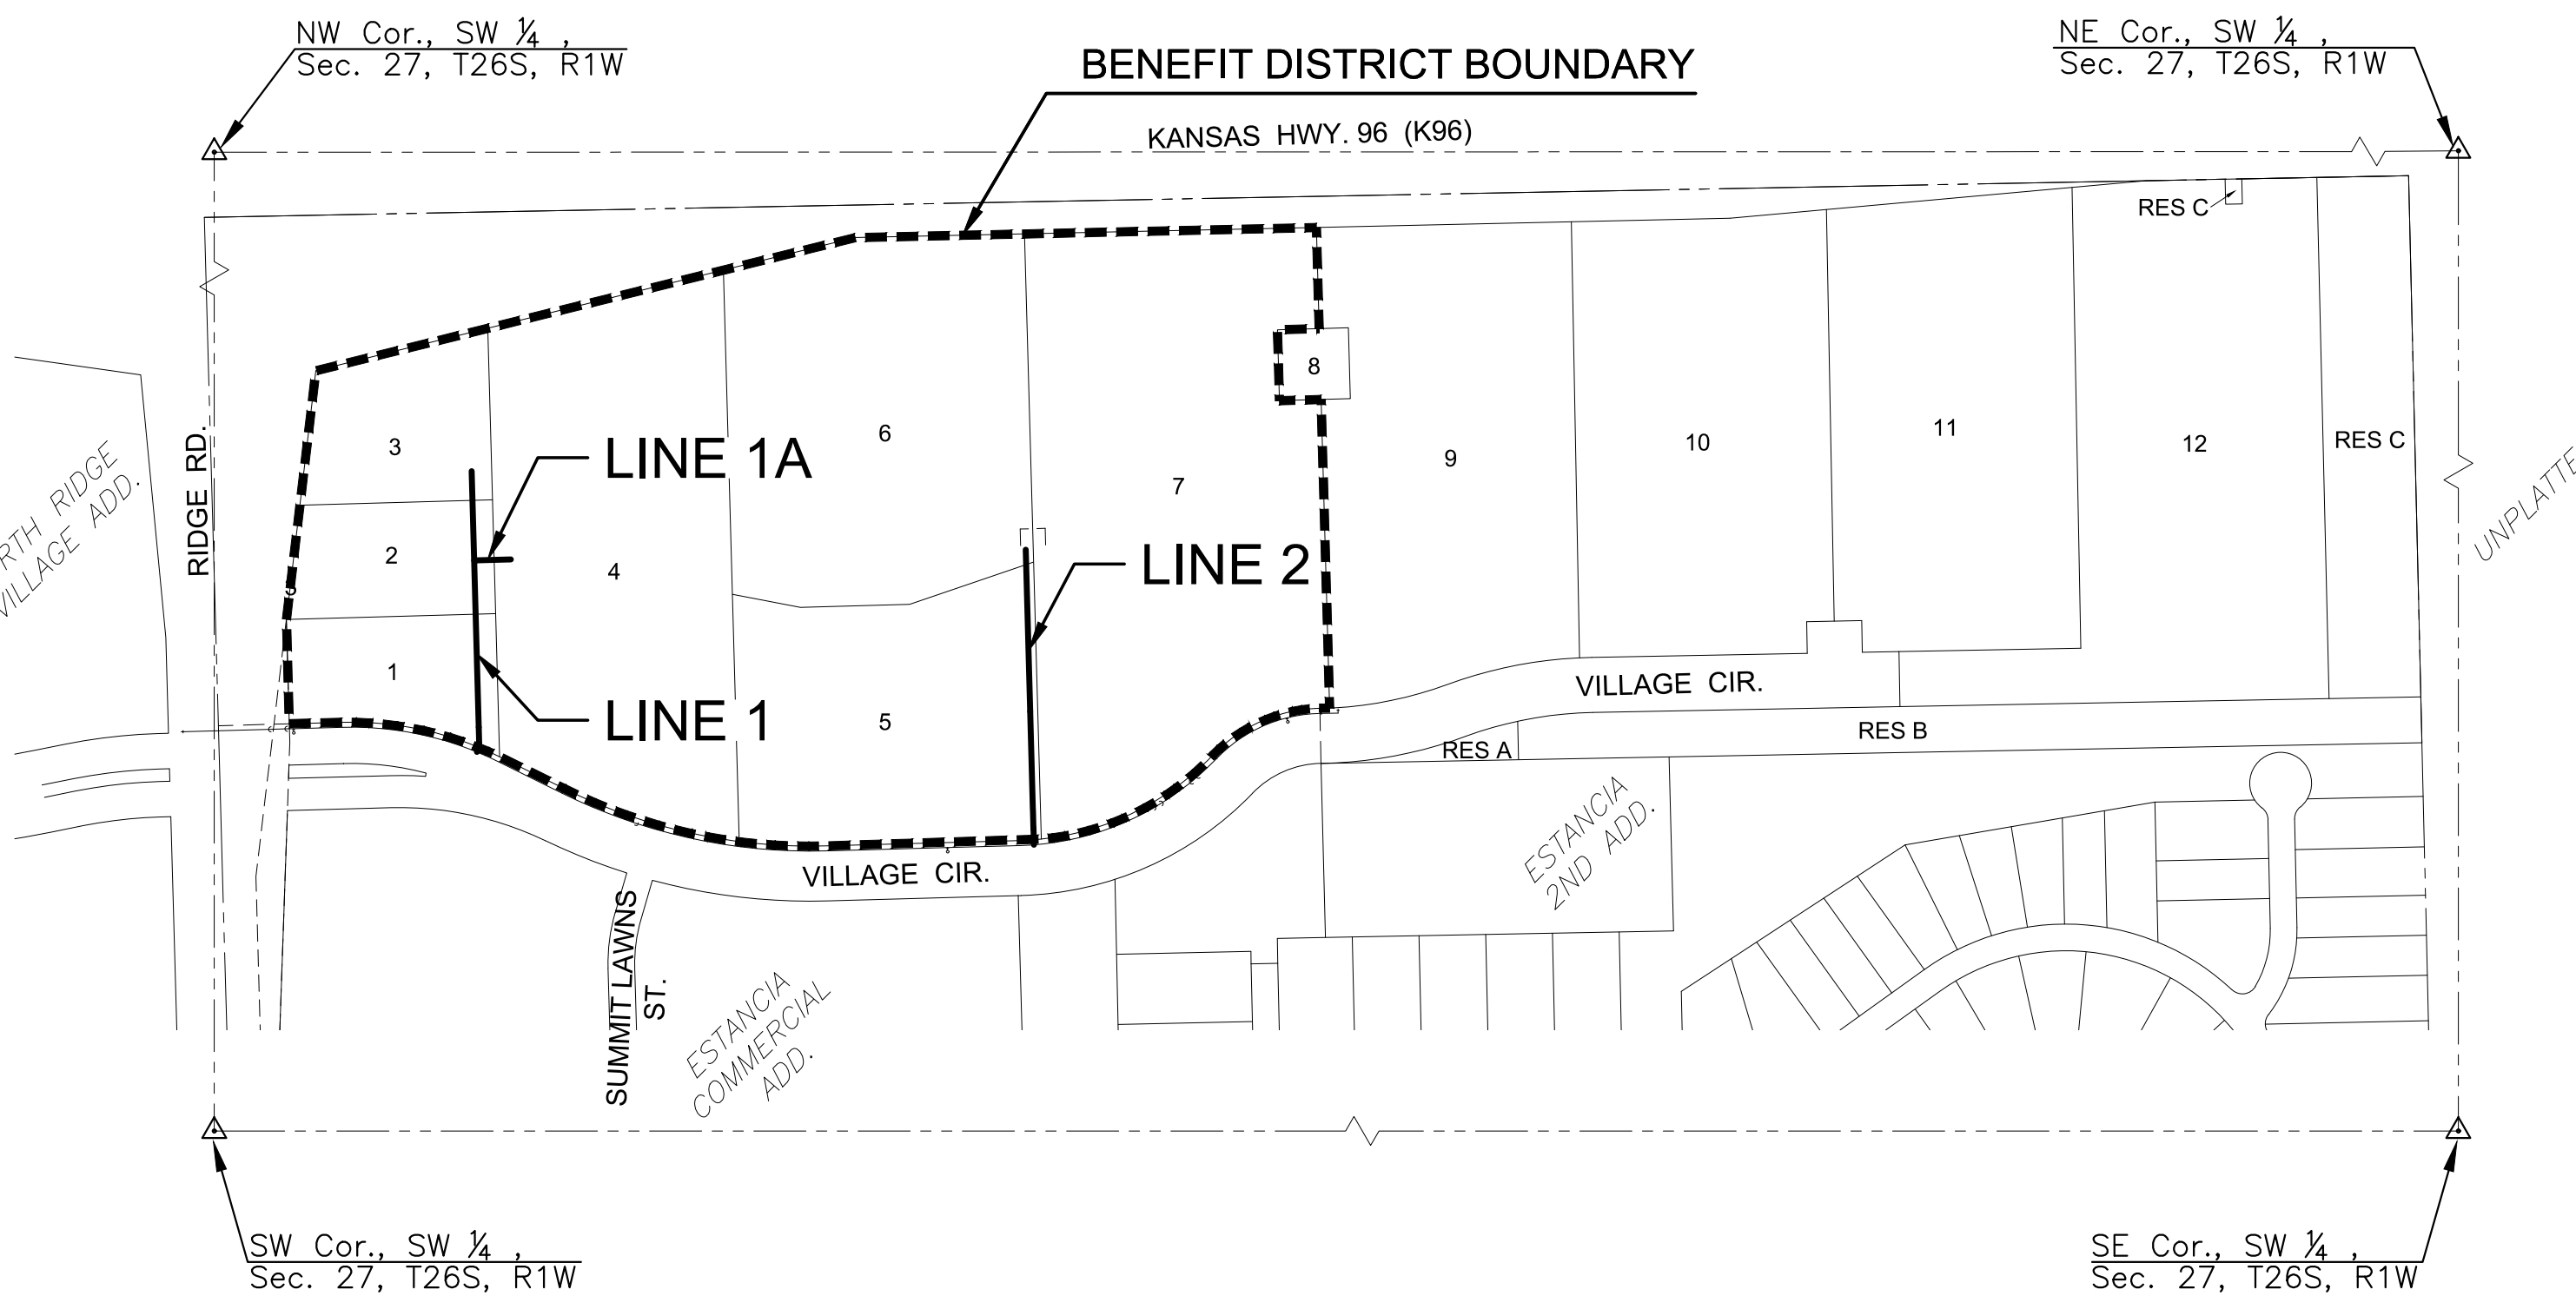 NW Cor., SW ¼ ,
Sec. 27, T26S, R1W
NE Cor., SW ¼ ,
Sec. 27, T26S, R1W
BENEFIT DISTRICT BOUNDARY
KANSAS HWY. 96 (K96)
RES C
RIDGE RD.
RIDGE
VILLAGE ADD.
3
2
1
LINE 1A
4
LINE 1
6
5
7
LINE 2
8
9
10
11
12
RES C
VILLAGE CIR.
RES A
RES B
VILLAGE CIR.
SUMMIT LAWNS
ST.
ESTANCIA
COMMERCIAL
ADD.
ESTANCIA
2ND ADD.
SW Cor., SW ¼ ,
Sec. 27, T26S, R1W
SE Cor., SW ¼ ,
Sec. 27, T26S, R1W